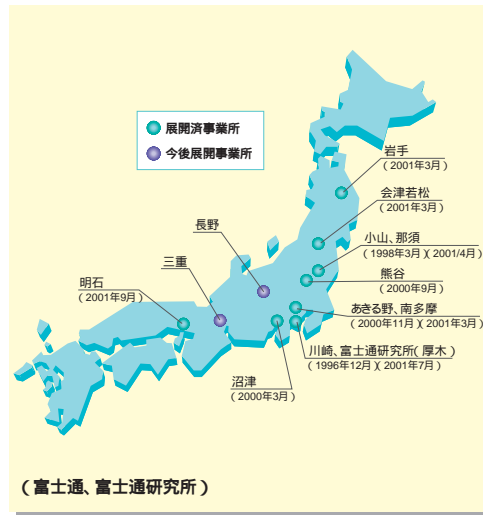 展開済事業所
今後展開事業所
岩手
（2001年3月）
会津若松
（2001年3月）
小山、那須
（1998年3月）（2001/4月）
熊谷
（2000年9月）
あきる野、南多摩
（2000年11月）（2001年3月）
川崎、富士通研究所（厚木）
（1996年12月）（2001年7月）
長野
三重
明石
（2001年9月）
沼津
（2000年3月）
（富士通、富士通研究所）